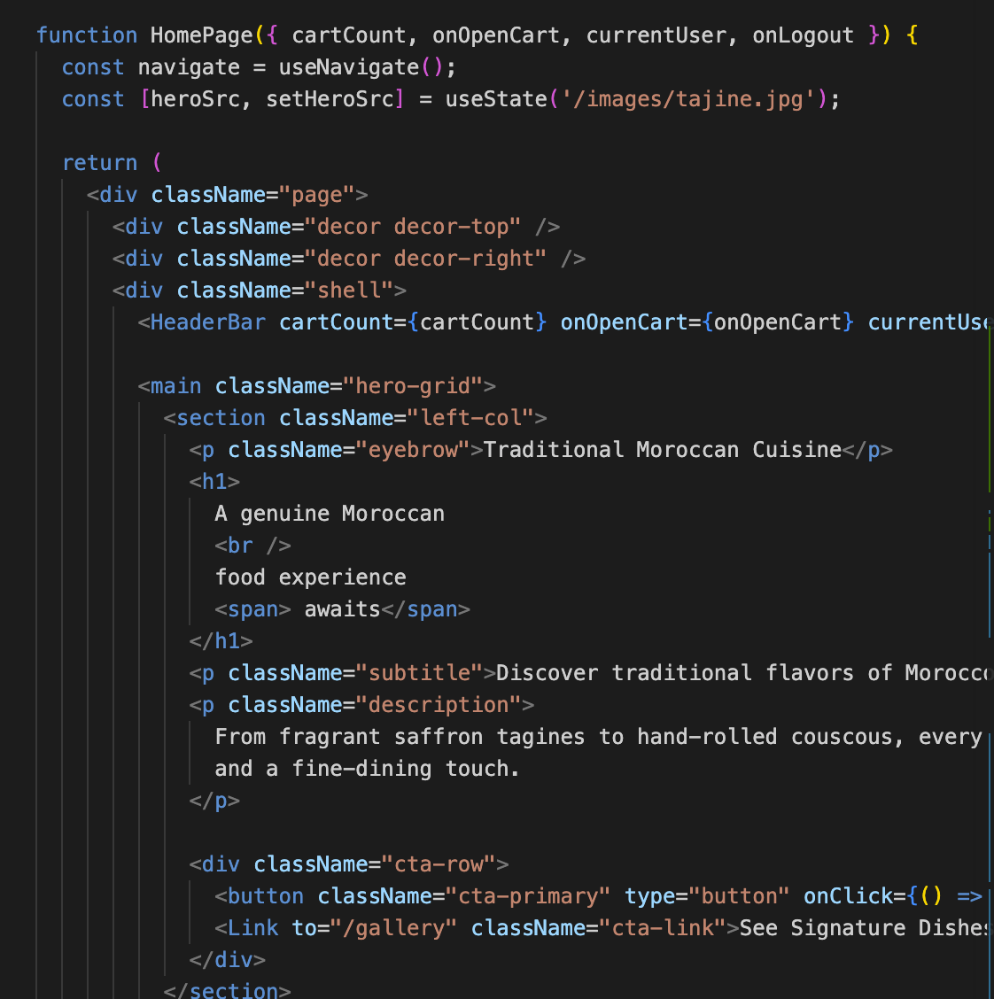 function HomePage({ cartCount, onOpenCart, currentUser, onLogout }) {
const navigate = useNavigate();
const [heroSrc, setHeroSrc] = useState('/images/tajine.jpg');
return (
<div className="page">
<div className="decor decor-top" />
<div className="decor decor-right" />
<div className="shell">
<HeaderBar cartCount={cartCount} onOpenCart={onOpenCart}
<main className="hero-grid">
<section className="left-col">
<p className="eyebrow">Traditional Moroccan Cuisine</p>
<h1>
A genuine Moroccan
<br />
food experience
<span> awaits</span>
</h1>
<p className="subtitle">Discover traditional flavors of
<p className="description">
From fragrant saffron tagines to hand-rolled couscous, every
and a fine-dining touch.
</p>
<div className="cta-row">
<button className="cta-primary" type="button" onClick={() =>
<Link to="/gallery" className="cta-link">See Signature
</div>
</section>